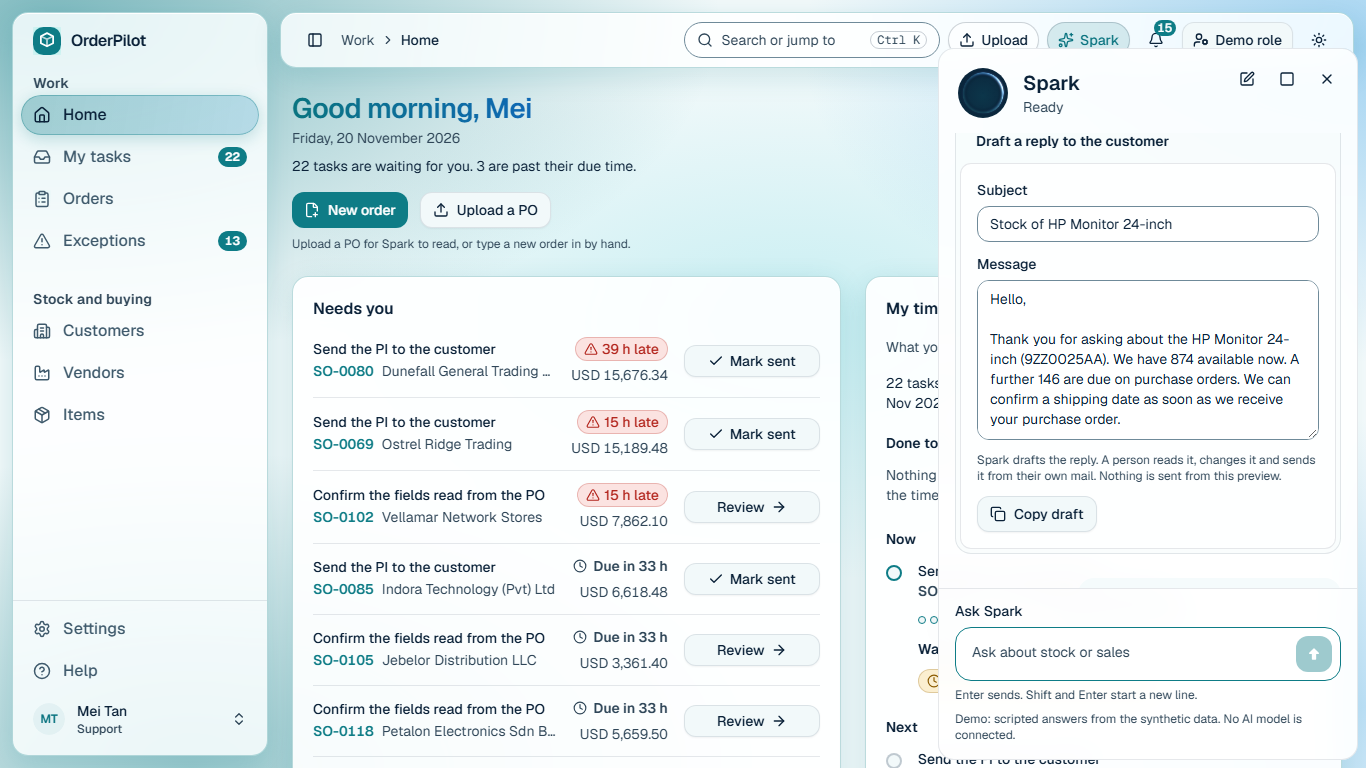 OrderPilot
Work
Home
My tasks
22
Orders
Exceptions
13
Stock and buying
Customers
Vendors
Items
Settings
Help
MT
Mei Tan
Support
Work > Home
Search or jump to
Ctrl K
Upload
Spark
15
Demo role
Good morning, Mei
Friday, 20 November 2026
22 tasks are waiting for you. 3 are past their due time.
New order
Upload a PO
Upload a PO for Spark to read, or type a new order in by hand.
Needs you
Send the PI to the customer
39 h late
SO-0080 Dunefall General Trading ...
USD 15,676.34
Mark sent
Send the PI to the customer
15 h late
SO-0069 Ostrel Ridge Trading
USD 15,189.48
Mark sent
Confirm the fields read from the PO
15 h late
SO-0102 Vellamar Network Stores
USD 7,862.10
Review
Send the PI to the customer
Due in 33 h
SO-0085 Indora Technology (Pvt) Ltd
USD 6,618.48
Mark sent
Confirm the fields read from the PO
Due in 33 h
SO-0105 Jebelor Distribution LLC
USD 3,361.40
Review
Confirm the fields read from the PO
Due in 33 h
SO-0118 Petalon Electronics Sdn B...
USD 5,659.50
Review
My tim
What yo
22 tasks
Nov 202
Done to
Nothing
the time
Now
Sen
SO
Wa
Next
Send the PI to the customer
Spark
Ready
Draft a reply to the customer
Subject
Stock of HP Monitor 24-inch
Message
Hello,
Thank you for asking about the HP Monitor 24-
inch (9ZZ0025AA). We have 874 available now. A
further 146 are due on purchase orders. We can
confirm a shipping date as soon as we receive
your purchase order.
Spark drafts the reply. A person reads it, changes it and sends
it from their own mail. Nothing is sent from this preview.
Copy draft
Ask Spark
Ask about stock or sales
Enter sends. Shift and Enter start a new line.
Demo: scripted answers from the synthetic data. No AI model is
connected.